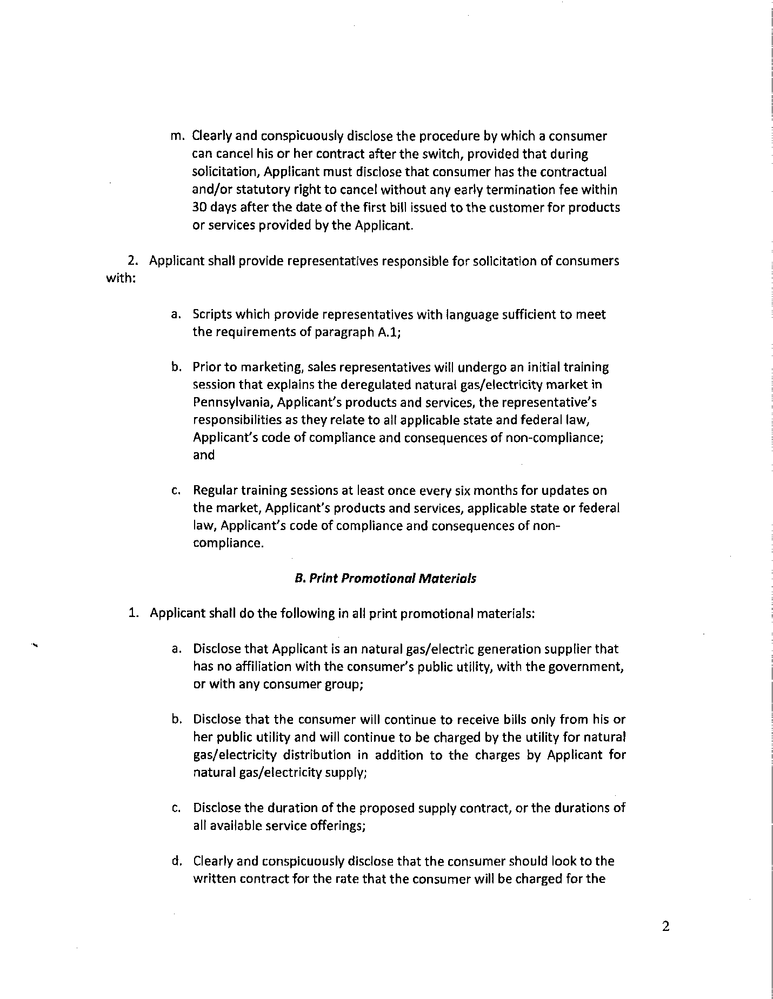 m. Clearly and conspicuously disclose the procedure by which a consumer
can cancel his or her contract after the switch, provided that during
solicitation, Applicant must disclose that consumer has the contractual
and/or statutory right to cancel without any early termination fee within
30 days after the date of the first bill issued to the customer for products
or services provided by the Applicant.
2. Applicant shall provide representatives responsible for solicitation of consumers
with:
a. Scripts which provide representatives with language sufficient to meet
the requirements of paragraph A.1;
b. Prior to marketing, sales representatives will undergo an initial training
session that explains the deregulated natural gas/electricity market in
Pennsylvania, Applicant's products and services, the representative's
responsibilities as they relate to all applicable state and federal law,
Applicant's code of compliance and consequences of non-compliance;
and
c. Regular training sessions at least once every six months for updates on
the market, Applicant's products and services, applicable state or federal
law, Applicant's code of compliance and consequences of non-
compliance.
B. Print Promotional Materials
1. Applicant shall do the following in all print promotional materials:
a. Disclose that Applicant is an natural gas/electric generation supplier that
has no affiliation with the consumer's public utility, with the government,
or with any consumer group;
b. Disclose that the consumer will continue to receive bills only from his or
her public utility and will continue to be charged by the utility for natural
gas/electricity distribution in addition to the charges by Applicant for
natural gas/electricity supply;
c. Disclose the duration of the proposed supply contract, or the durations of
all available service offerings;
d. Clearly and conspicuously disclose that the consumer should look to the
written contract for the rate that the consumer will be charged for the
2